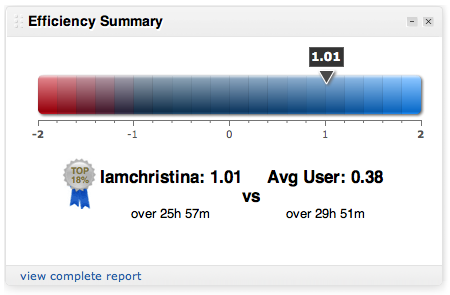 Efficiency Summary
1.01
-2 -1 0 1 2
TOP
18%
Iamchristina: 1.01
over 25h 57m
vs
Avg User: 0.38
over 29h 51m
view complete report